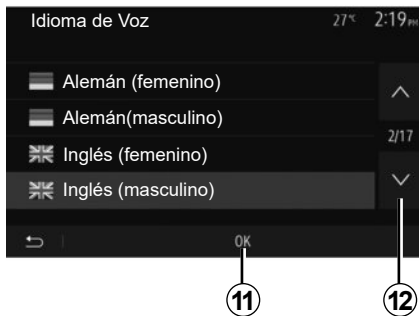 Idioma de Voz 27°C 2:19PM
Alemán (femenino)
Alemán(masculino)
2/17
Inglés (femenino)
Inglés (masculino)
OK
11 12